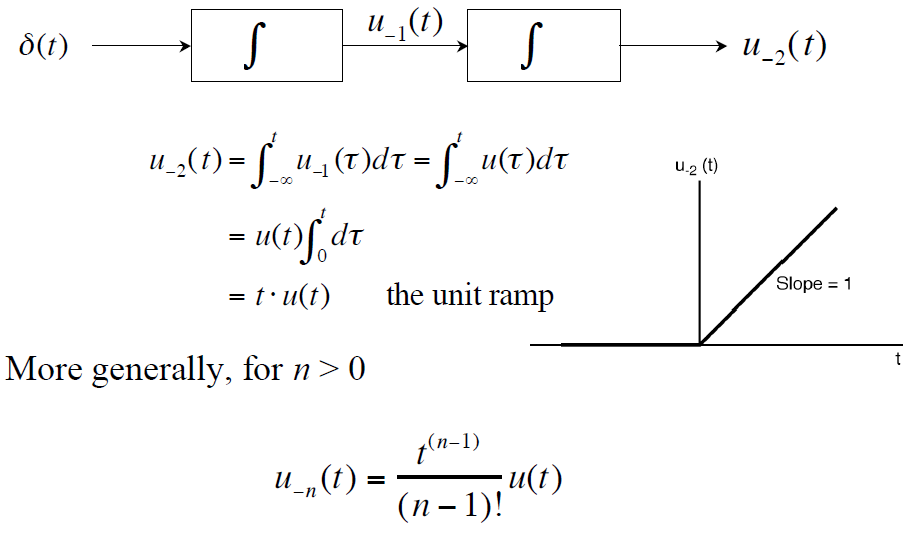 δ(t) ∫ u₋₁(t) ∫ u₋₂(t)
u₋₂(t) = ∫₋∞ᵗ u₋₁(τ)dτ = ∫₋∞ᵗ u(τ)dτ
= u(t)∫₀ᵗ dτ
= t · u(t) the unit ramp
u₋₂ (t)
Slope = 1
t
More generally, for n > 0
u₋ₙ(t) = t⁽ⁿ⁻¹⁾/(n − 1)! u(t)